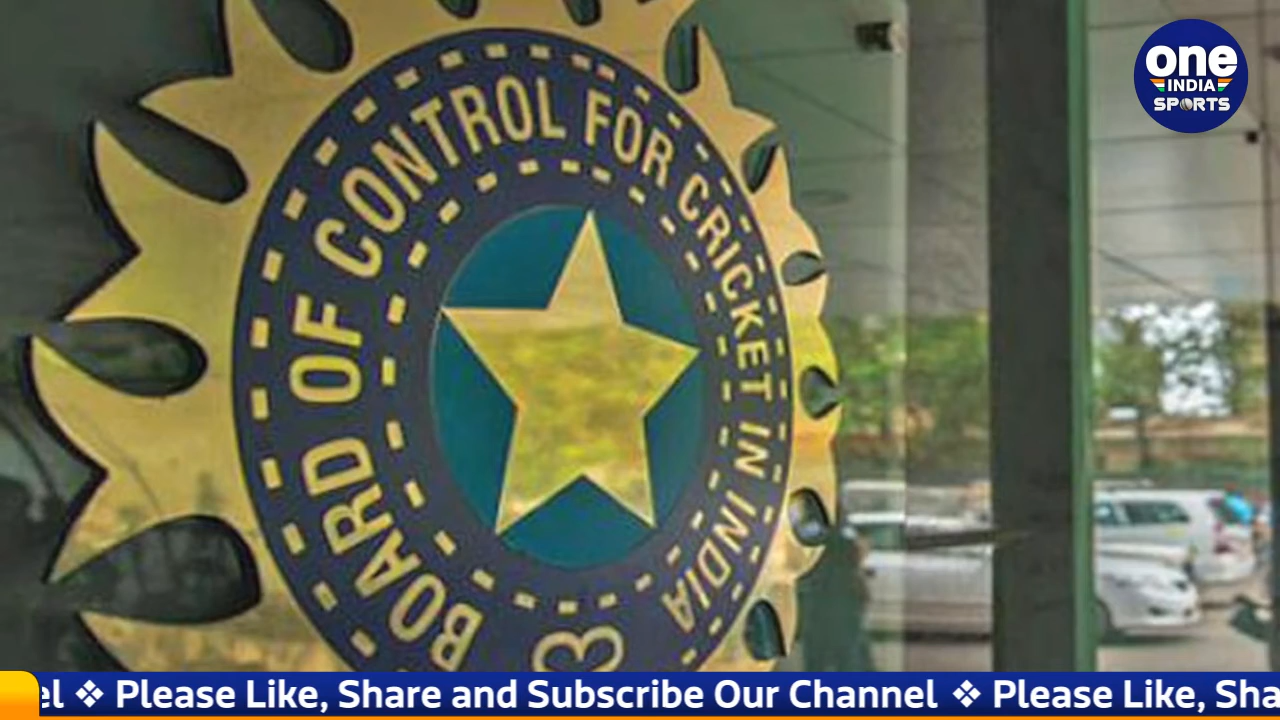 BOARD OF CONTROL FOR CRICKET IN INDIA
one
INDIA
SPORTS
el ❖ Please Like, Share and Subscribe Our Channel ❖ Please Like, Sha